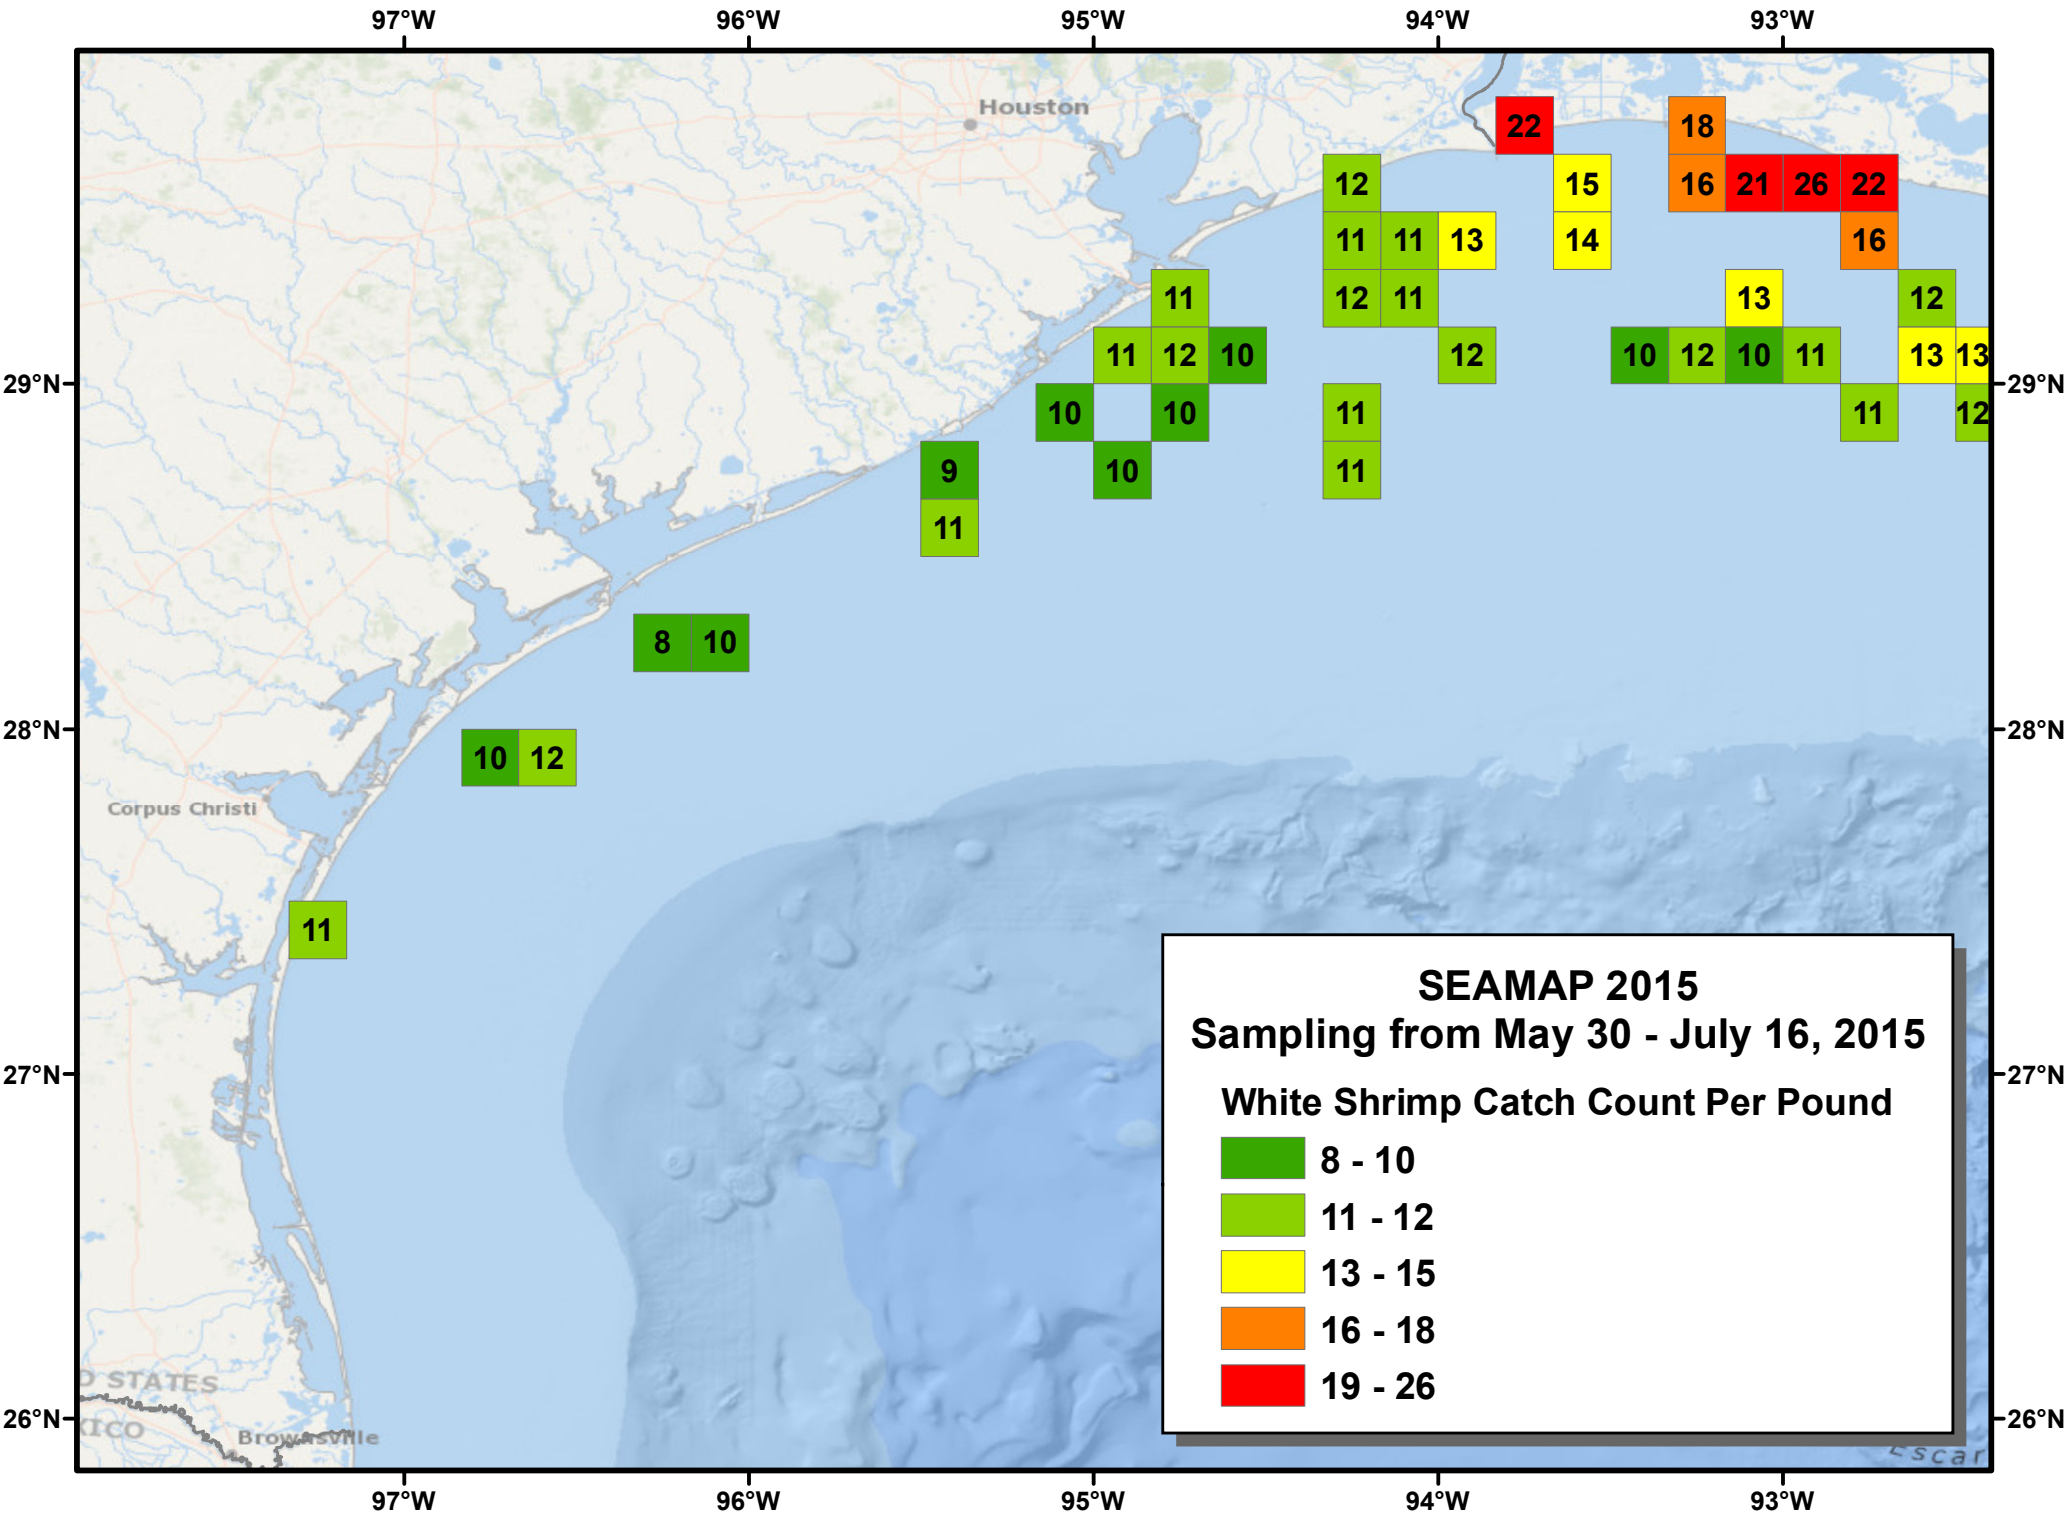 97°W 96°W 95°W 94°W 93°W
Houston
22 18
12 15 16 21 26 22
11 11 13 14 16
11 12 11 13 12
29°N 11 12 10 12 10 12 10 11 13 13 29°N
10 10 11 11 12
9 10 11
11
8 10
28°N 28°N
10 12
Corpus Christi
11
SEAMAP 2015
Sampling from May 30 - July 16, 2015
27°N 27°N
White Shrimp Catch Count Per Pound
8 - 10
11 - 12
13 - 15
16 - 18
19 - 26
D STATES
26°N 26°N
XICO
Brownsville
Escar
97°W 96°W 95°W 94°W 93°W